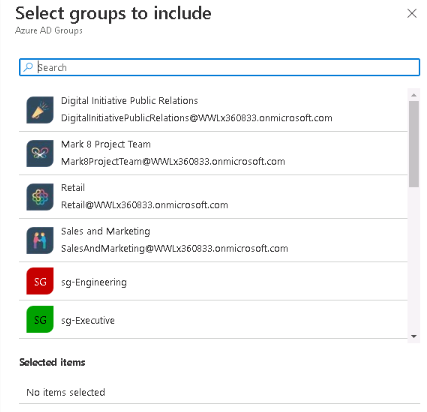 Select groups to include
Azure AD Groups
Search
Digital Initiative Public Relations
DigitalInitiativePublicRelations@WWLx360833.onmicrosoft.com
Mark 8 Project Team
Mark8ProjectTeam@WWLx360833.onmicrosoft.com
Retail
Retail@WWLx360833.onmicrosoft.com
Sales and Marketing
SalesAndMarketing@WWLx360833.onmicrosoft.com
SG sg-Engineering
SG sg-Executive
Selected items
No items selected